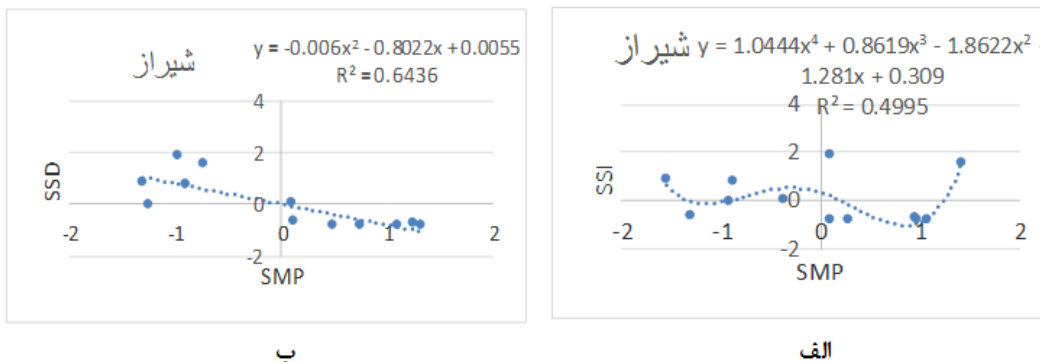 شیراز
y = -0.006x² - 0.8022x + 0.0055
R² = 0.6436
4
2
0
-2
-2 -1 0 1 2
SSD
SMP
ب
شیراز
y = 1.0444x⁴ + 0.8619x³ - 1.8622x² -
1.281x + 0.309
R² = 0.4995
4
2
0
-2
-2 -1 0 1 2
SSI
SMP
الف